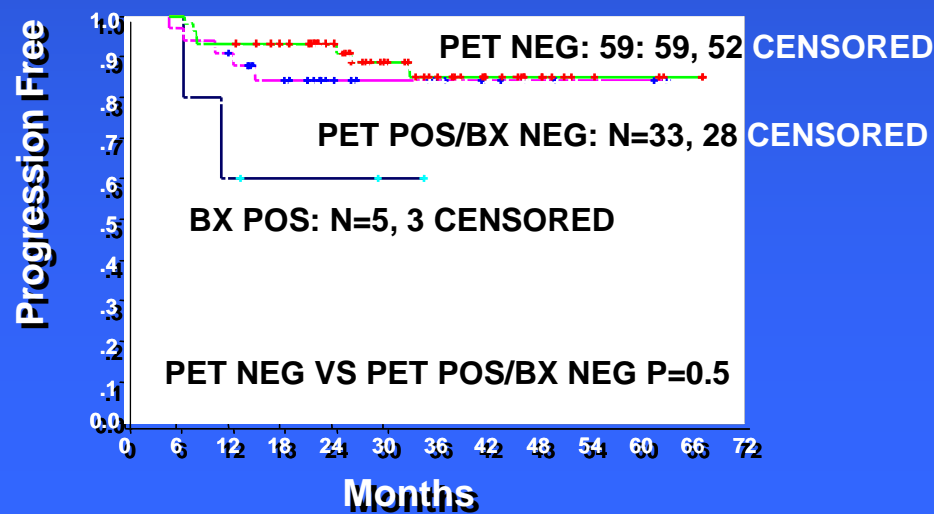 Progression Free
1.0
.9
.8
.7
.6
.5
.4
.3
.2
.1
0.0
PET NEG: 59: 59, 52 CENSORED
PET POS/BX NEG: N=33, 28 CENSORED
BX POS: N=5, 3 CENSORED
PET NEG VS PET POS/BX NEG P=0.5
0 6 12 18 24 30 36 42 48 54 60 66 72
Months